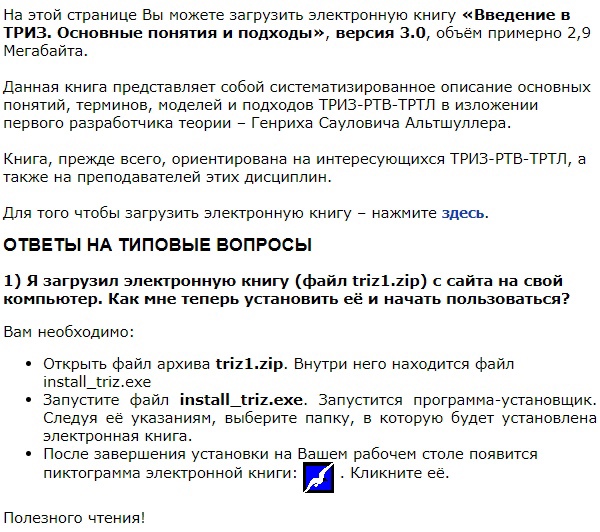 На этой странице Вы можете загрузить электронную книгу «Введение в
ТРИЗ. Основные понятия и подходы», версия 3.0, объём примерно 2,9
Мегабайта.
Данная книга представляет собой систематизированное описание основных
понятий, терминов, моделей и подходов ТРИЗ-РТВ-ТРТЛ в изложении
первого разработчика теории – Генриха Сауловича Альтшуллера.
Книга, прежде всего, ориентирована на интересующихся ТРИЗ-РТВ-ТРТЛ, а
также на преподавателей этих дисциплин.
Для того чтобы загрузить электронную книгу – нажмите здесь.
ОТВЕТЫ НА ТИПОВЫЕ ВОПРОСЫ
1) Я загрузил электронную книгу (файл triz1.zip) с сайта на свой
компьютер. Как мне теперь установить её и начать пользоваться?
Вам необходимо:
• Открыть файл архива triz1.zip. Внутри него находится файл
install_triz.exe
• Запустите файл install_triz.exe. Запустится программа-установщик.
Следуя её указаниям, выберите папку, в которую будет установлена
электронная книга.
• После завершения установки на Вашем рабочем столе появится
пиктограмма электронной книги: . Кликните её.
Полезного чтения!